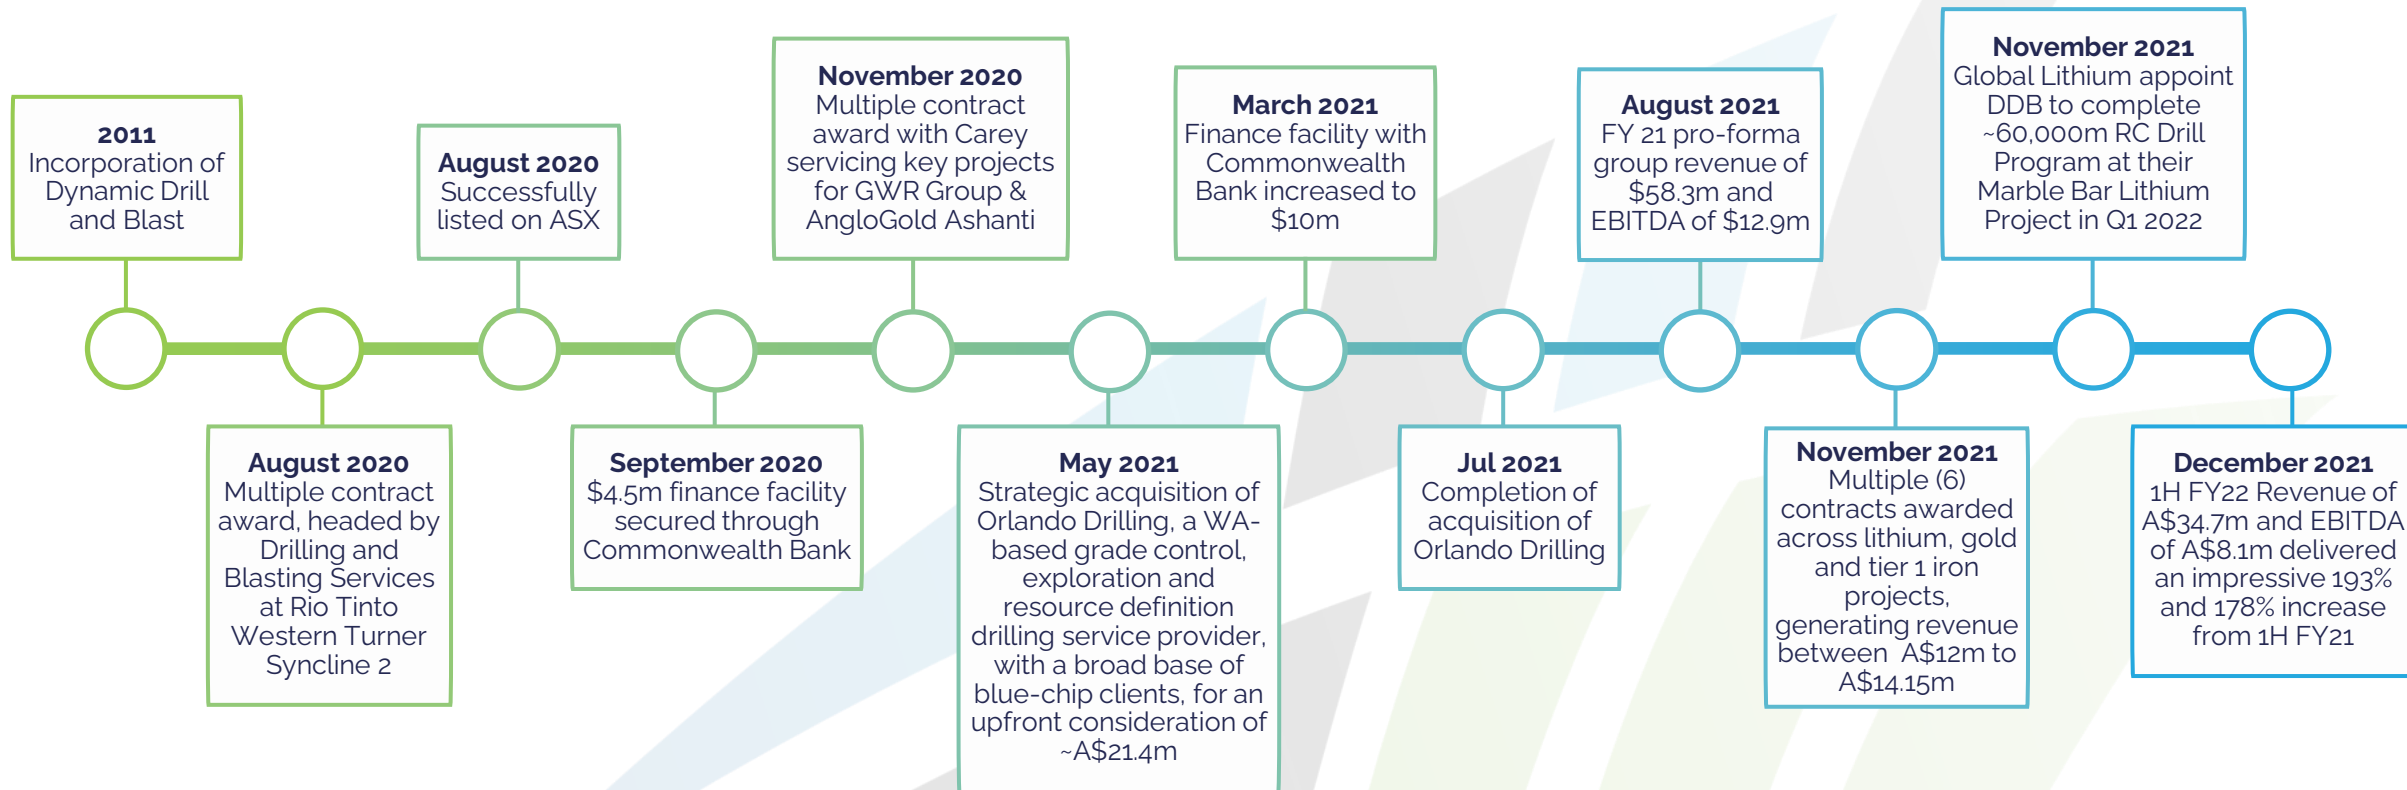 2011
Incorporation of
Dynamic Drill
and Blast
August 2020
Multiple contract
award, headed by
Drilling and
Blasting Services
at Rio Tinto
Western Turner
Syncline 2
August 2020
Successfully
listed on ASX
September 2020
$4.5m finance facility
secured through
Commonwealth Bank
November 2020
Multiple contract
award with Carey
servicing key projects
for GWR Group &
AngloGold Ashanti
May 2021
Strategic acquisition of
Orlando Drilling, a WA-
based grade control,
exploration and
resource definition
drilling service provider,
with a broad base of
blue-chip clients, for an
upfront consideration of
~A$21.4m
March 2021
Finance facility with
Commonwealth
Bank increased to
$10m
Jul 2021
Completion of
acquisition of
Orlando Drilling
August 2021
FY 21 pro-forma
group revenue of
$58.3m and
EBITDA of $12.9m
November 2021
Multiple (6)
contracts awarded
across lithium, gold
and tier 1 iron
projects,
generating revenue
between A$12m to
A$14.15m
November 2021
Global Lithium appoint
DDB to complete
~60,000m RC Drill
Program at their
Marble Bar Lithium
Project in Q1 2022
December 2021
1H FY22 Revenue of
A$34.7m and EBITDA
of A$8.1m delivered
an impressive 193%
and 178% increase
from 1H FY21